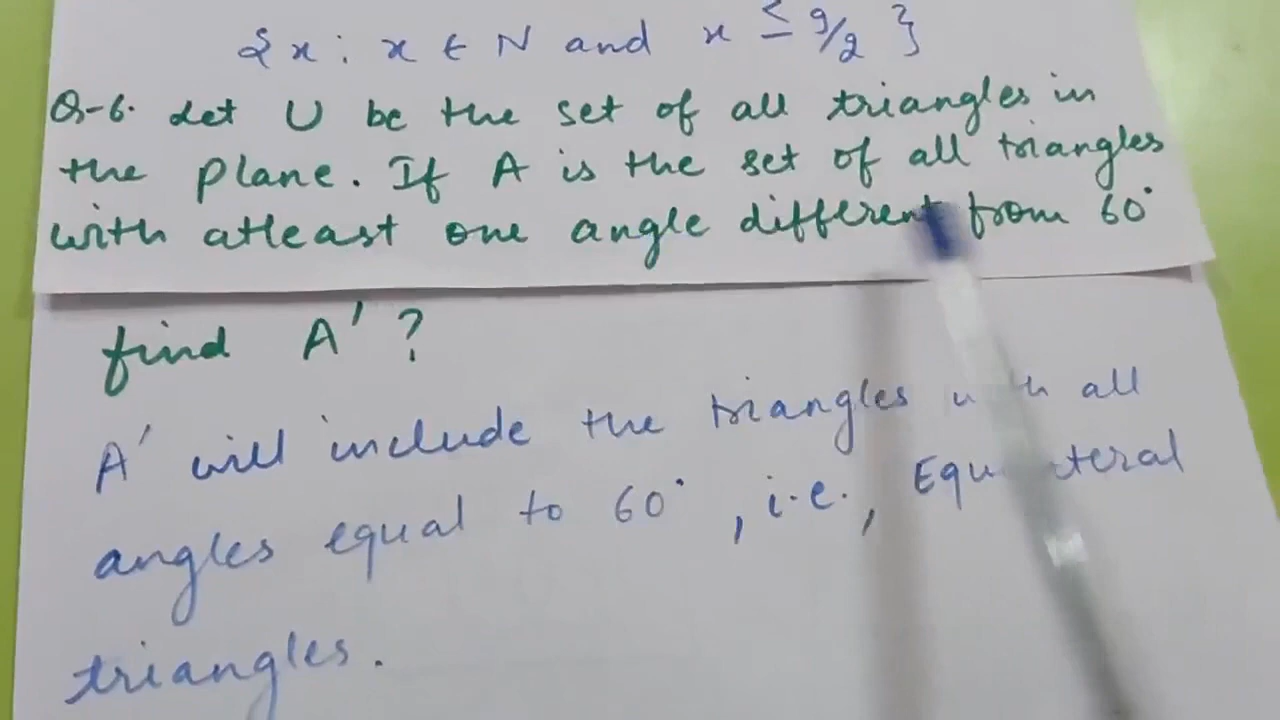 {x : x ∈ N and x ≤ 9/2 }
Q-6. Let U be the set of all triangles in
the plane. If A is the set of all triangles
with atleast one angle different from 60°
find A' ?
A' will include the triangles all
angles equal to 60° , i.e.,
triangles.